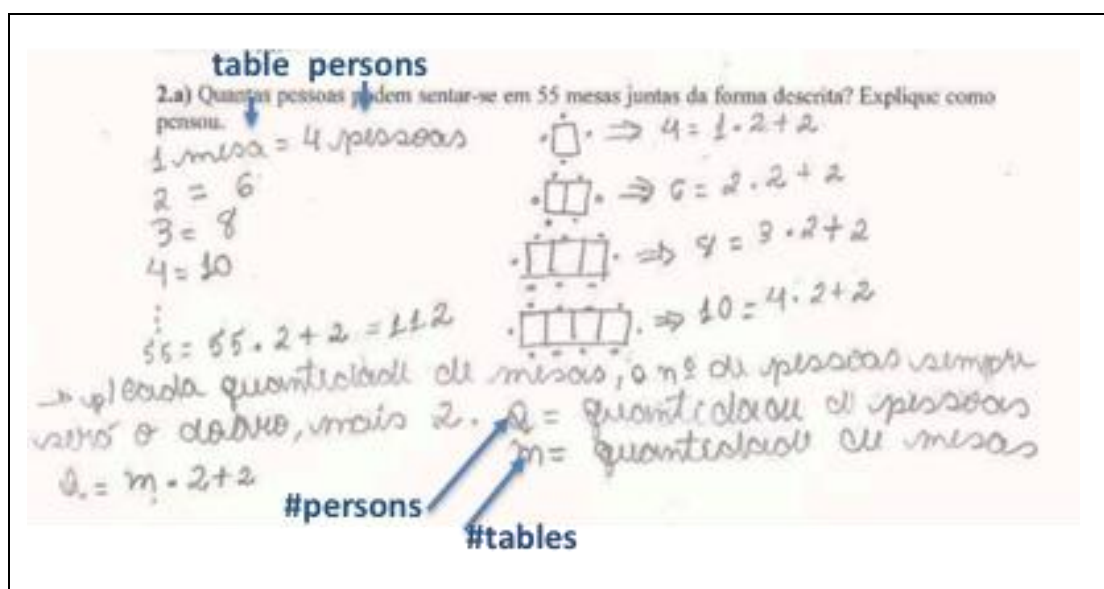 table persons
2.a) Quantas pessoas podem sentar-se em 55 mesas juntas da forma descrita? Explique como
pensou.
1 mesa = 4 pessoas
2 = 6
3 = 8
4 = 10
⋮
55 = 55 . 2 + 2 = 112
⇒ 4 = 1 . 2 + 2
⇒ 6 = 2 . 2 + 2
⇒ 8 = 3 . 2 + 2
⇒ 10 = 4 . 2 + 2
→ p/ cada quantidade de mesas, o nº de pessoas sempre
será o dobro, mais 2.
Q = quantidade de pessoas
m = quantidade de mesas
Q = m . 2 + 2
#persons
#tables